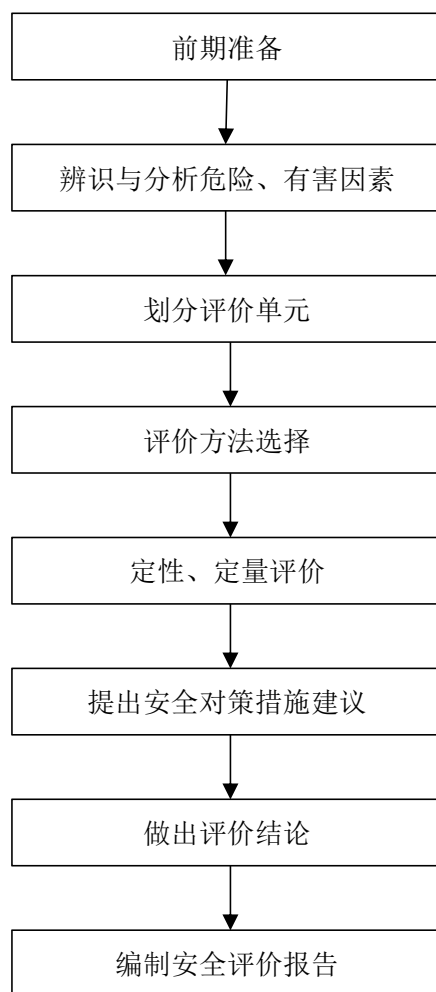 前期准备
辨识与分析危险、有害因素
划分评价单元
评价方法选择
定性、定量评价
提出安全对策措施建议
做出评价结论
编制安全评价报告